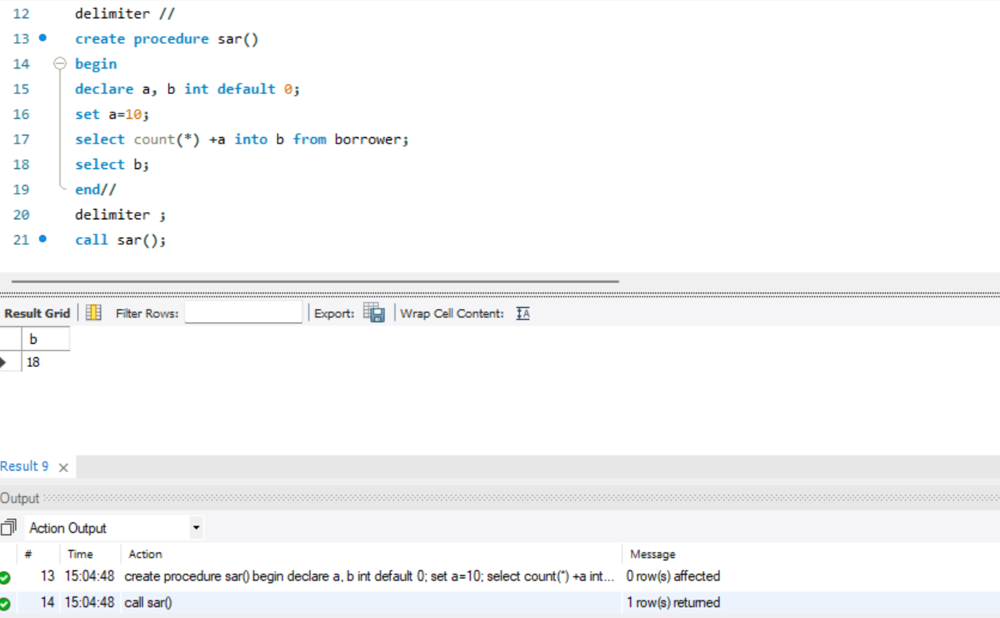 12 delimiter //
13 create procedure sar()
14 begin
15 declare a, b int default 0;
16 set a=10;
17 select count(*) +a into b from borrower;
18 select b;
19 end//
20 delimiter ;
21 call sar();
Result Grid Filter Rows: Export: Wrap Cell Content: IA
b
18
Result 9 ×
Output
Action Output
# Time Action Message
13 15:04:48 create procedure sar() begin declare a, b int default 0; set a=10; select count(*) +a int... 0 row(s) affected
14 15:04:48 call sar() 1 row(s) returned